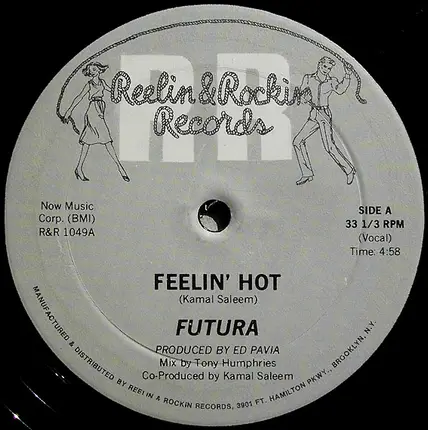 RR
Reelin & Rockin
Records
Now Music
Corp. (BMI)
R&R 1049A
SIDE A
33 1/3 RPM
(Vocal)
Time: 4:58
FEELIN' HOT
(Kamal Saleem)
FUTURA
PRODUCED BY ED PAVIA
Mix by Tony Humphries
Co-Produced by Kamal Saleem
MANUFACTURED & DISTRIBUTED BY REELIN & ROCKIN RECORDS, 3901 FT. HAMILTON PKWY., BROOKLYN, N.Y.